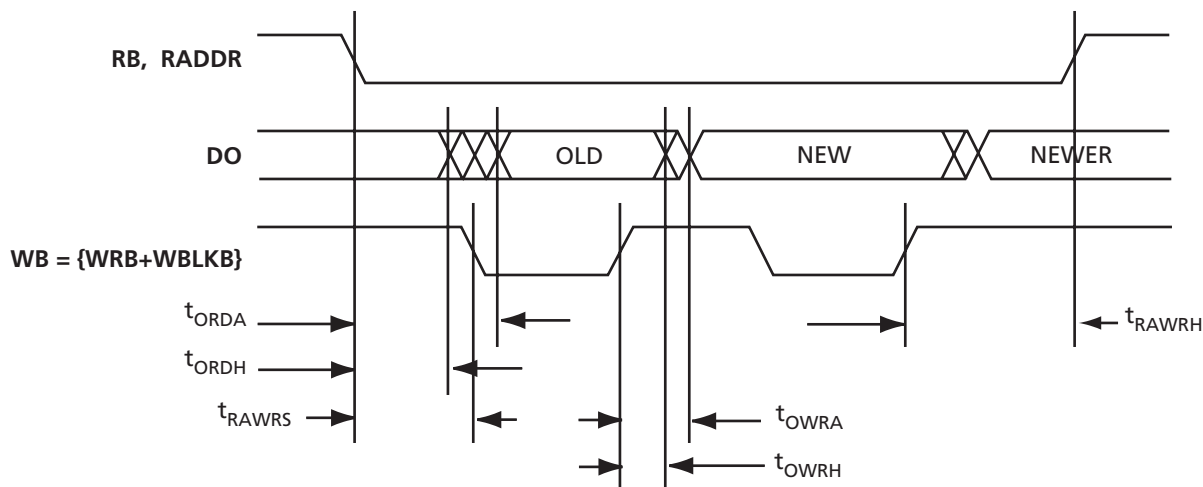 RB, RADDR
DO
OLD
NEW
NEWER
WB = {WRB+WBLKB}
tORDA
tRAWRH
tORDH
tRAWRS
tOWRA
tOWRH